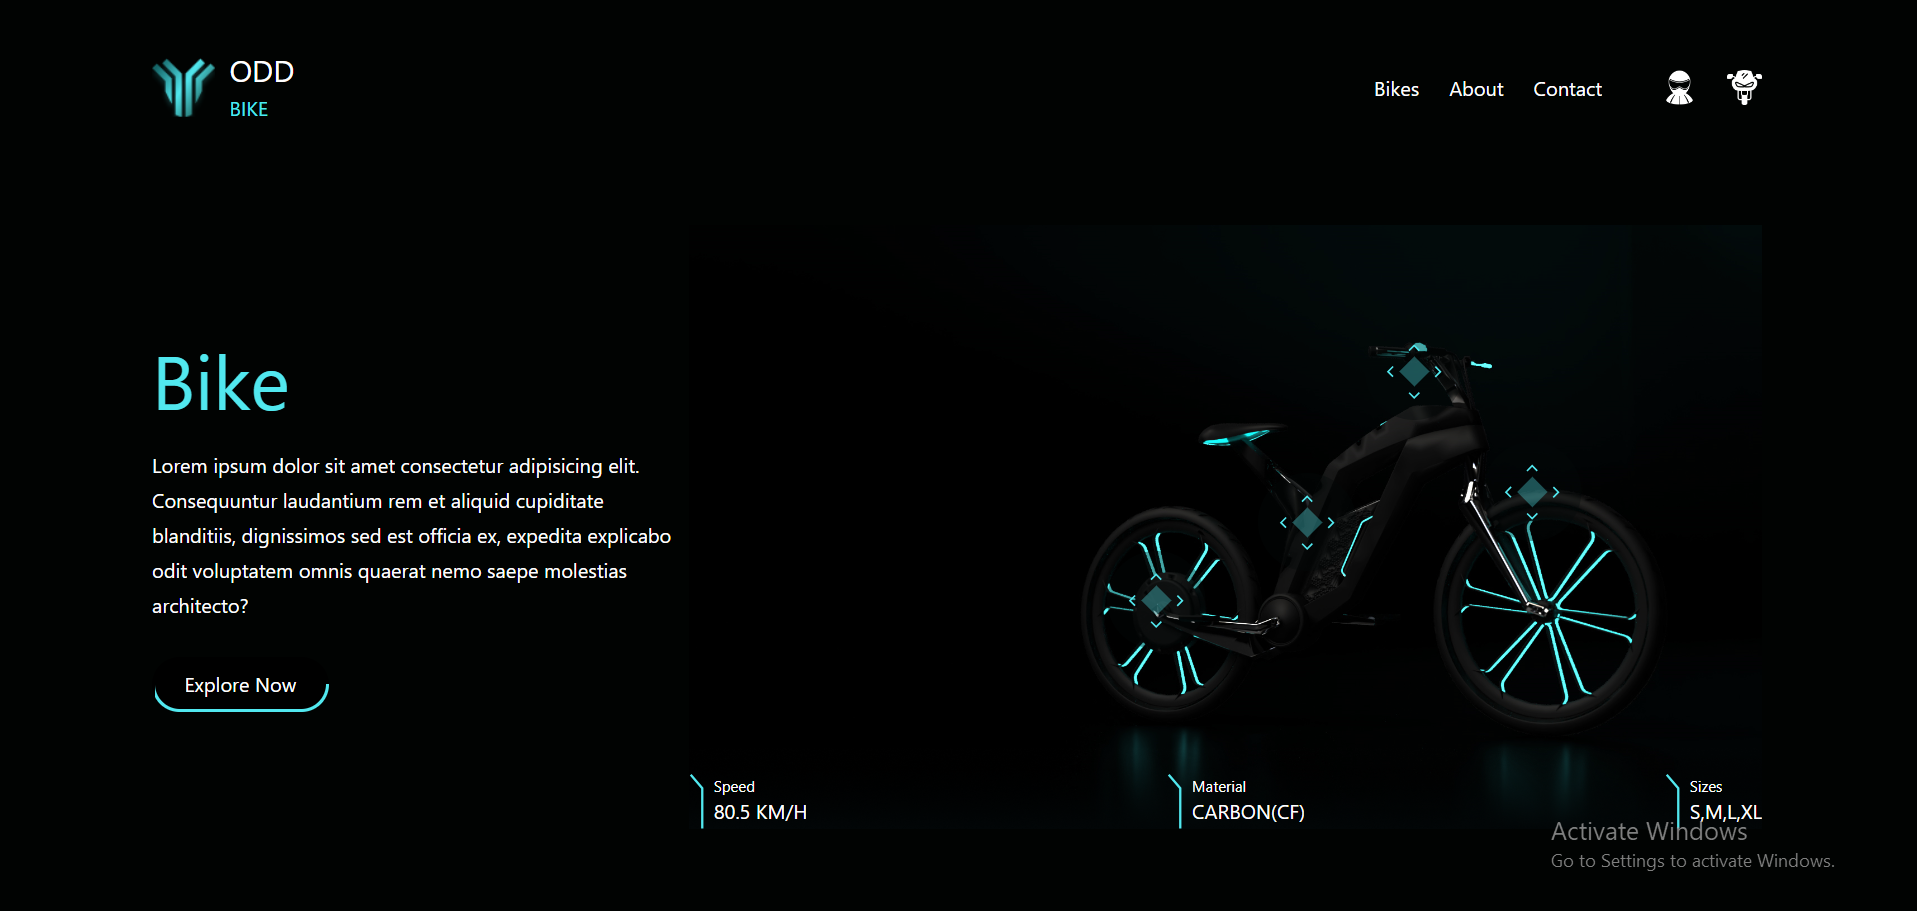 ODD
BIKE
Bikes
About
Contact
Bike
Lorem ipsum dolor sit amet consectetur adipisicing elit.
Consequuntur laudantium rem et aliquid cupiditate
blanditiis, dignissimos sed est officia ex, expedita explicabo
odit voluptatem omnis quaerat nemo saepe molestias
architecto?
Explore Now
Speed
80.5 KM/H
Material
CARBON(CF)
Sizes
S,M,L,XL
Activate Windows
Go to Settings to activate Windows.